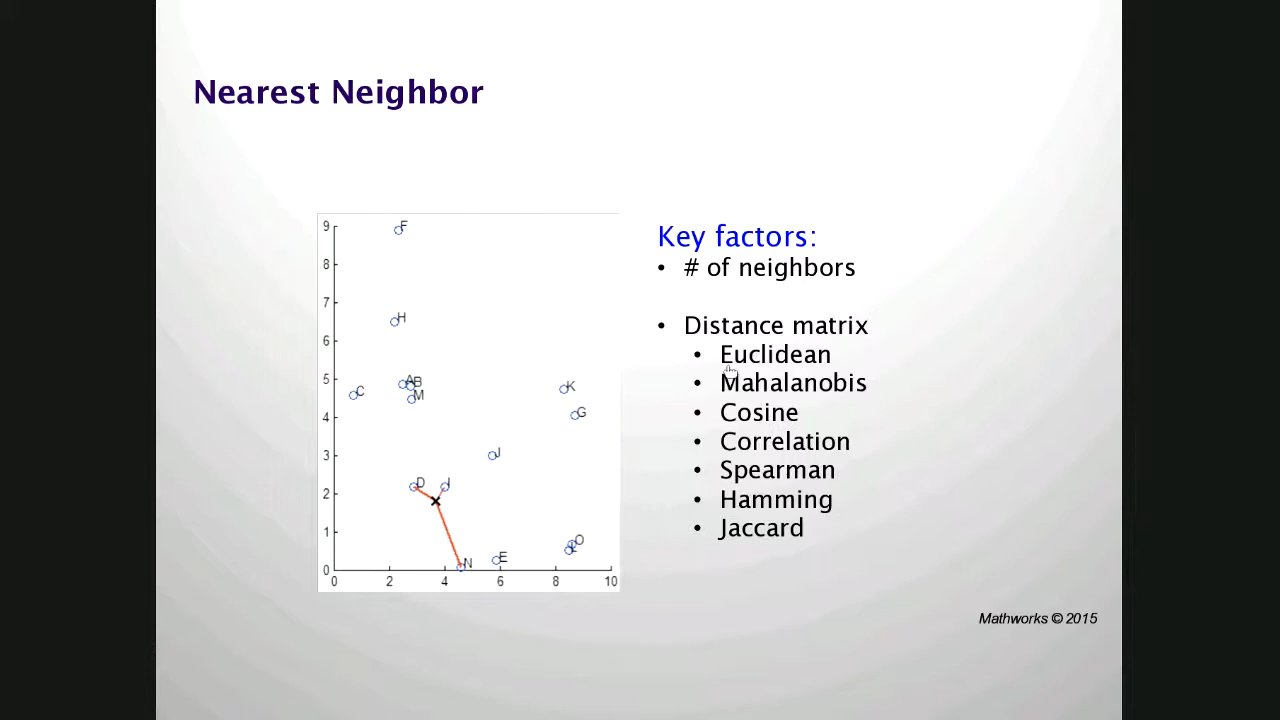 Nearest Neighbor
Key factors:
• # of neighbors
• Distance matrix
• Euclidean
• Mahalanobis
• Cosine
• Correlation
• Spearman
• Hamming
• Jaccard
9
8
7
6
5
4
3
2
1
0
0 2 4 6 8 10
F
H
A B
C
M
K
G
J
D I
O
L
N E
Mathworks © 2015